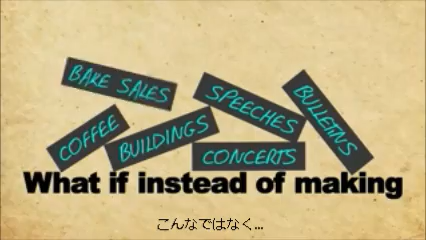 BAKE SALES
SPEECHES
BULLETINS
COFFEE
BUILDINGS
CONCERTS
What if instead of making
こんなではなく...